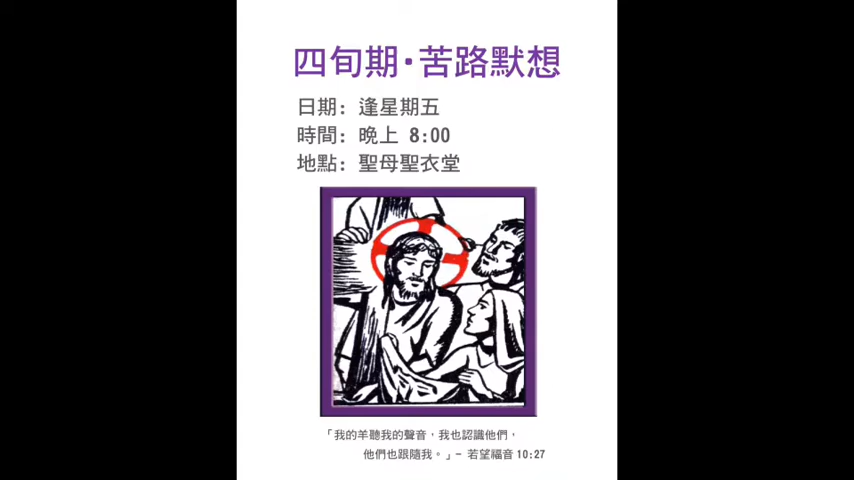 四旬期•苦路默想
日期: 逢星期五
時間: 晚上 8:00
地點: 聖母聖衣堂
「我的羊聽我的聲音，我也認識他們，
他們也跟隨我。」- 若望福音 10:27